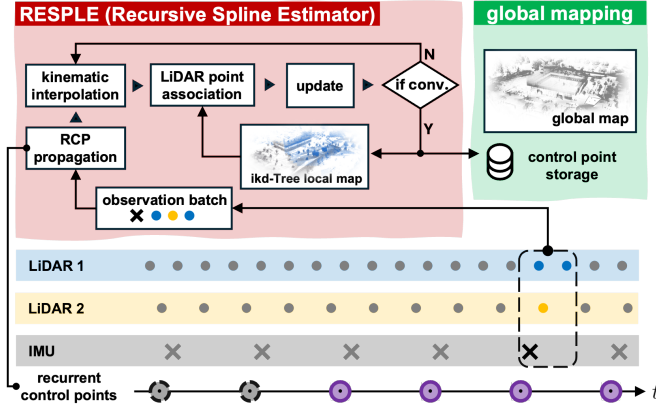 RESPLE (Recursive Spline Estimator)
global mapping
N
kinematic
interpolation
LiDAR point
association
update
if conv.
global map
Y
RCP
propagation
ikd-Tree local map
control point
storage
observation batch
LiDAR 1
LiDAR 2
IMU
recurrent
control points
t